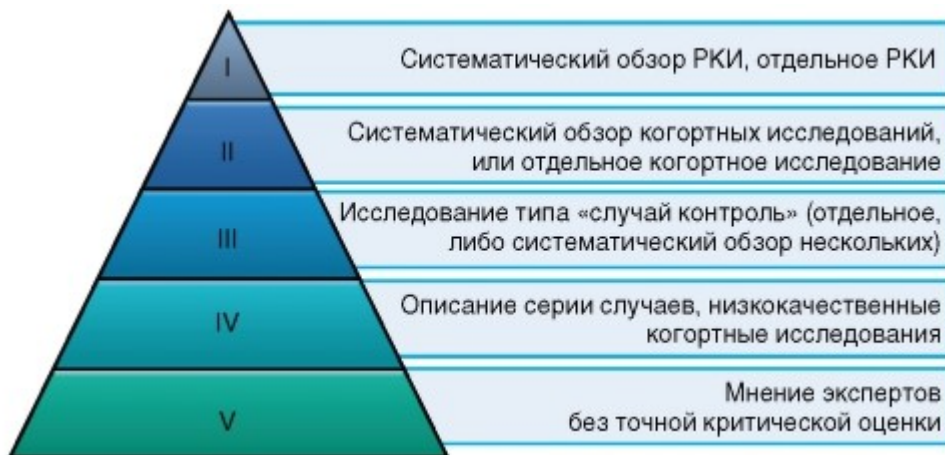 I
Систематический обзор РКИ, отдельное РКИ
II
Систематический обзор когортных исследований,
или отдельное когортное исследование
III
Исследование типа «случай контроль» (отдельное,
либо систематический обзор нескольких)
IV
Описание серии случаев, низкокачественные
когортные исследования
V
Мнение экспертов
без точной критической оценки